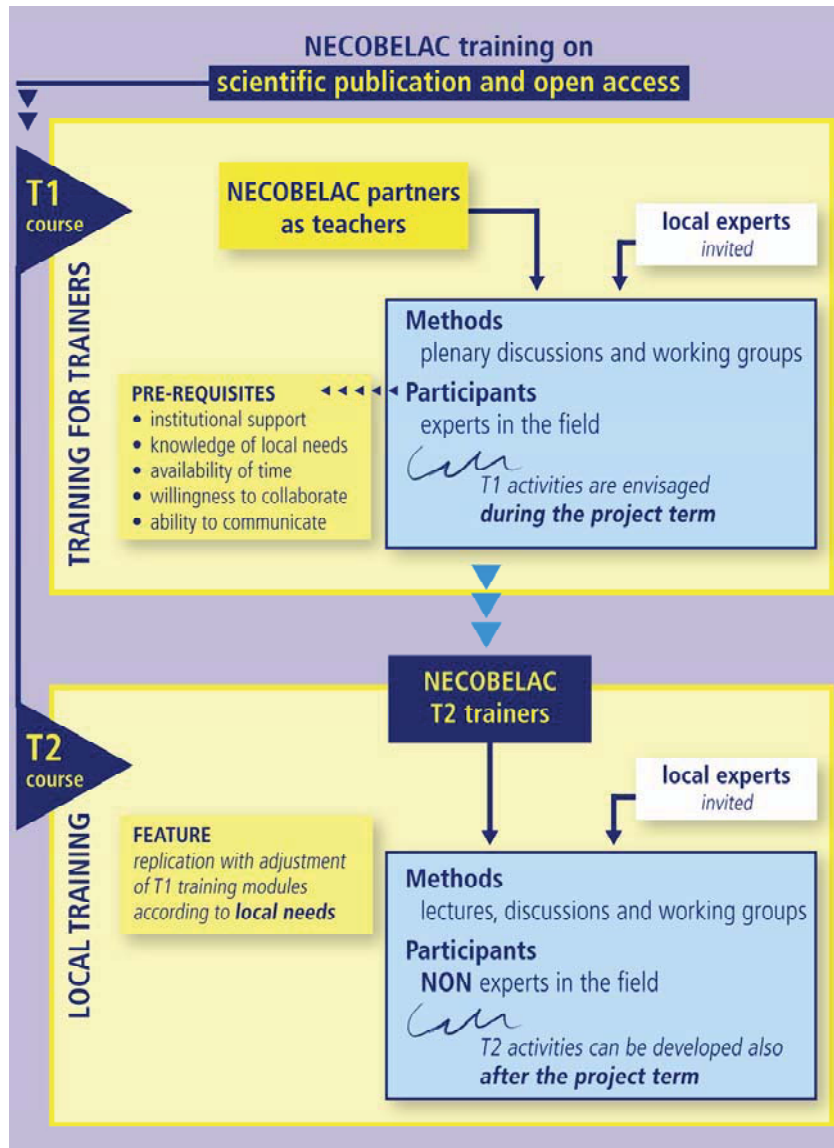 NECOBELAC training on
scientific publication and open access
T1
course
TRAINING FOR TRAINERS
NECOBELAC partners
as teachers
local experts
invited
Methods
plenary discussions and working groups
Participants
experts in the field
T1 activities are envisaged
during the project term
PRE-REQUISITES
• institutional support
• knowledge of local needs
• availability of time
• willingness to collaborate
• ability to communicate
NECOBELAC
T2 trainers
T2
course
LOCAL TRAINING
local experts
invited
FEATURE
replication with adjustment
of T1 training modules
according to local needs
Methods
lectures, discussions and working groups
Participants
NON experts in the field
T2 activities can be developed also
after the project term